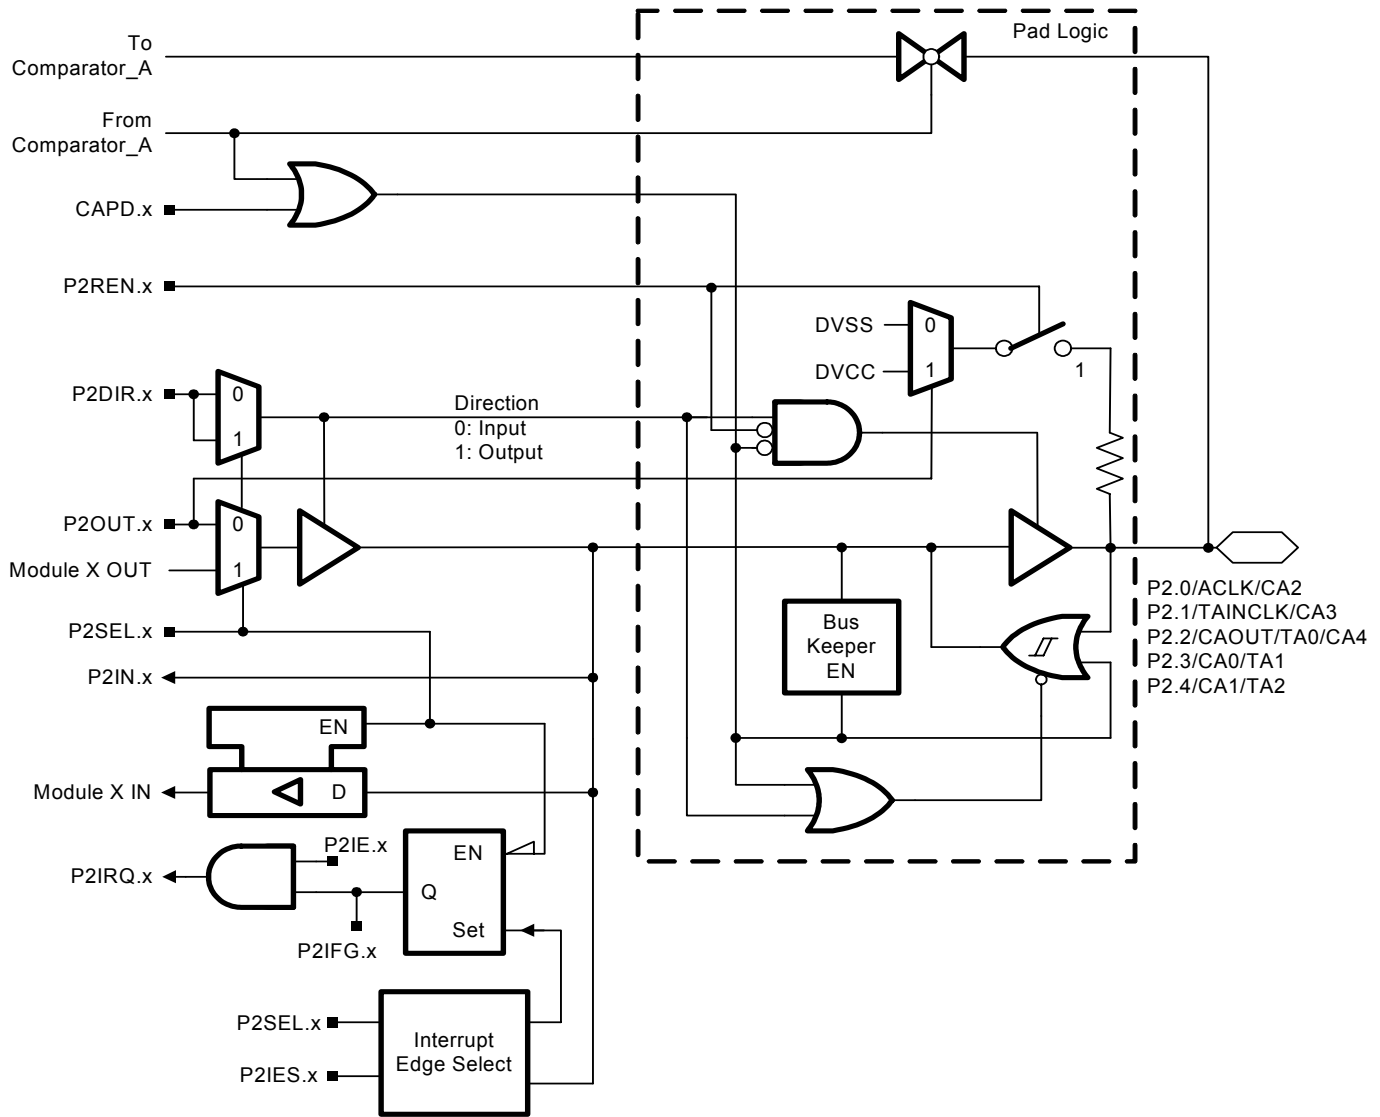 Pad Logic
To
Comparator_A
From
Comparator_A
CAPD.x
P2REN.x
DVSS
0
DVCC
1
1
P2DIR.x
0
1
Direction
0: Input
1: Output
P2OUT.x
0
Module X OUT
1
P2SEL.x
P2IN.x
Bus
Keeper
EN
P2.0/ACLK/CA2
P2.1/TAINCLK/CA3
P2.2/CAOUT/TA0/CA4
P2.3/CA0/TA1
P2.4/CA1/TA2
EN
Module X IN
D
P2IE.x
EN
P2IRQ.x
Q
Set
P2IFG.x
P2SEL.x
P2IES.x
Interrupt
Edge Select